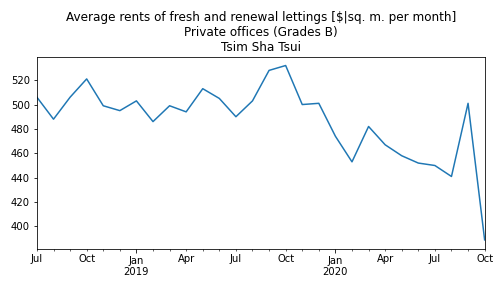 Average rents of fresh and renewal lettings [$|sq. m. per month]
Private offices (Grades B)
Tsim Sha Tsui
520
500
480
460
440
420
400
Jul Oct Jan Apr Jul Oct Jan Apr Jul Oct
2019 2020